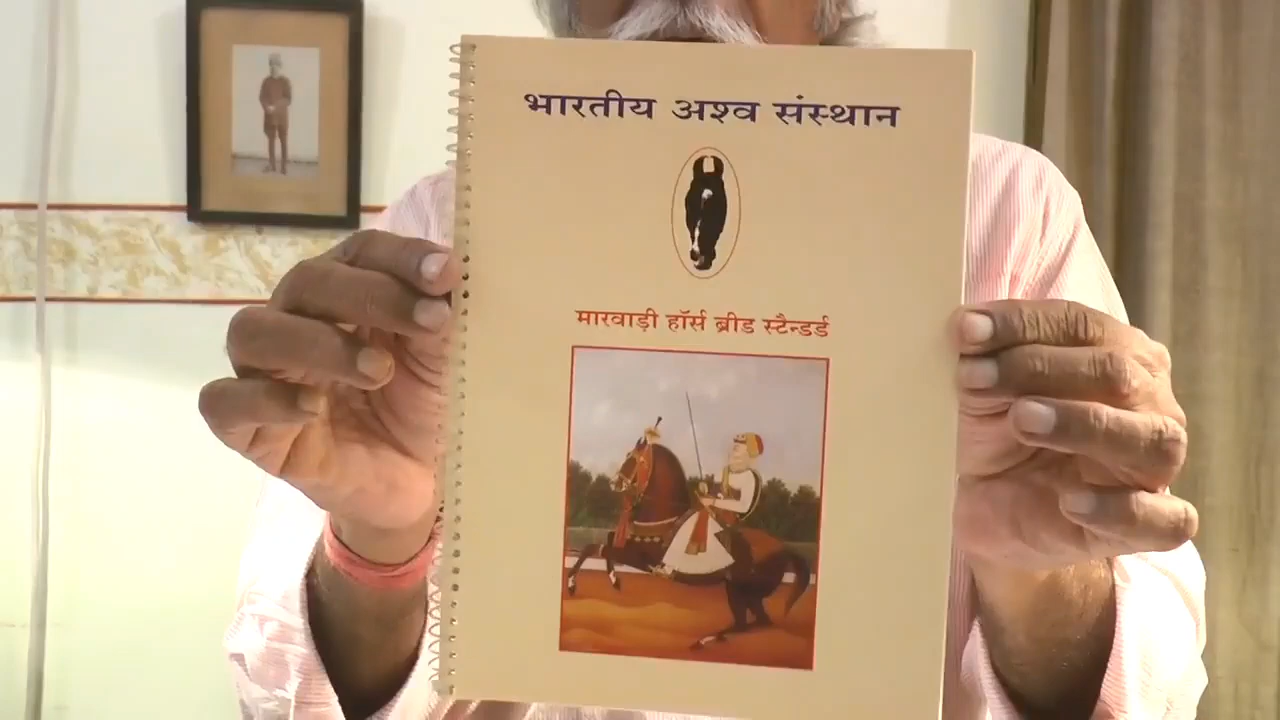 भारतीय अश्व संस्थान
मारवाड़ी हॉर्स ब्रीड स्टैन्डर्ड